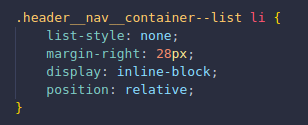 .header__nav__container--list li {
    list-style: none;
    margin-right: 28px;
    display: inline-block;
    position: relative;
}